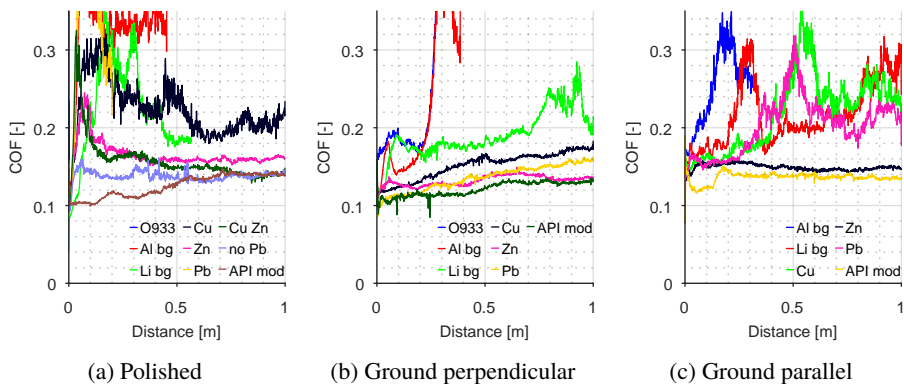 0.3
0.2
0.1
0
COF [-]
O933 Cu Cu Zn
Al bg Zn no Pb
Li bg Pb API mod
0 0.5 1
Distance [m]
(a) Polished
0.3
0.2
0.1
0
COF [-]
O933 Cu API mod
Al bg Zn
Li bg Pb
0 0.5 1
Distance [m]
(b) Ground perpendicular
0.3
0.2
0.1
0
COF [-]
Al bg Zn
Li bg Pb
Cu API mod
0 0.5 1
Distance [m]
(c) Ground parallel